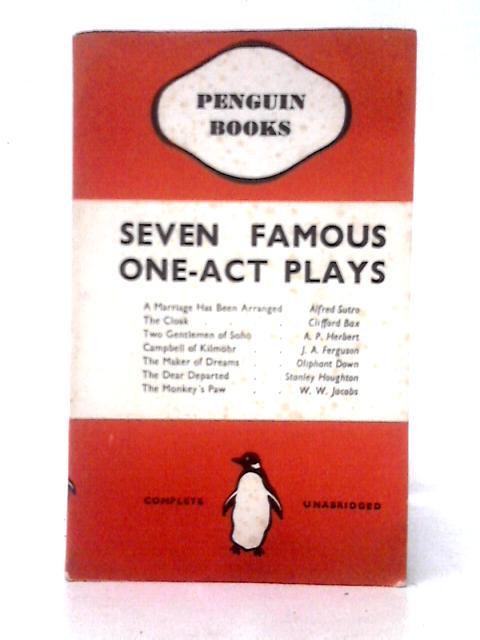 PENGUIN
BOOKS
SEVEN FAMOUS
ONE-ACT PLAYS
A Marriage Has Been Arranged Alfred Sutro
The Cloak . . . Clifford Bax
Two Gentlemen of Soho . A. P. Herbert
Campbell of Kilmöhr . . J. A. Ferguson
The Maker of Dreams . Oliphant Down
The Dear Departed . Stanley Houghton
The Monkey's Paw . . W. W. Jacobs
COMPLETE UNABRIDGED